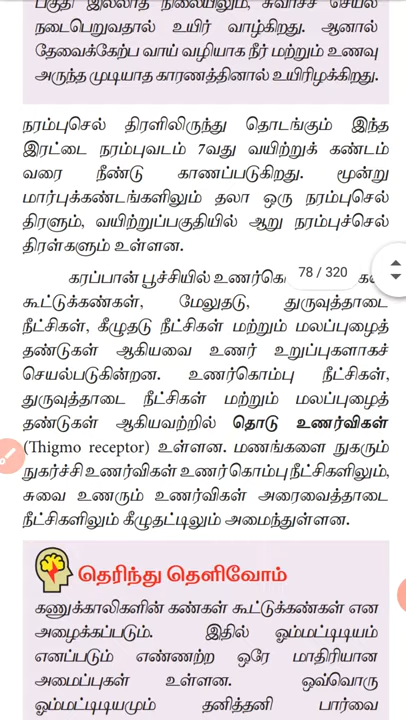 பகுதி இல்லாத நிலையிலும், சுவாசச் செயல்
நடைபெறுவதால் உயிர் வாழ்கிறது. ஆனால்
தேவைக்கேற்ப வாய் வழியாக நீர் மற்றும் உணவு
அருந்த முடியாத காரணத்தினால் உயிரிழக்கிறது.
நரம்புசெல் திரளிலிருந்து தொடங்கும் இந்த
இரட்டை நரம்புவடம் 7வது வயிற்றுக் கண்டம்
வரை நீண்டு காணப்படுகிறது. மூன்று
மார்புக்கண்டங்களிலும் தலா ஒரு நரம்புசெல்
திரளும், வயிற்றுப்பகுதியில் ஆறு நரம்புச்செல்
திரள்களும் உள்ளன.
கரப்பான் பூச்சியில்
78 / 320
கூட்டுக்கண்கள், மேலுதடு, துருவுத்தாடை
நீட்சிகள், கீழுதடு நீட்சிகள் மற்றும் மலப்புழைத்
தண்டுகள் ஆகியவை உணர் உறுப்புகளாகச்
செயல்படுகின்றன. உணர்கொம்பு நீட்சிகள்,
துருவுத்தாடை நீட்சிகள் மற்றும் மலப்புழைத்
தண்டுகள் ஆகியவற்றில் தொடு உணர்விகள்
(Thigmo receptor) உள்ளன. மணங்களை நுகரும்
நுகர்ச்சி உணர்விகள் உணர்கொம்பு நீட்சிகளிலும்,
சுவை உணரும் உணர்விகள் அரைவைத்தாடை
நீட்சிகளிலும் கீழுதட்டிலும் அமைந்துள்ளன.
தெரிந்து தெளிவோம்
கணுக்காலிகளின் கண்கள் கூட்டுக்கண்கள் என
அழைக்கப்படும். இதில் ஓம்மட்டிடியம்
எனப்படும் எண்ணற்ற ஒரே மாதிரியான
அமைப்புகள் உள்ளன. ஒவ்வொரு
ஓம்மட்டிடியமும் தனித்தனி பார்வை